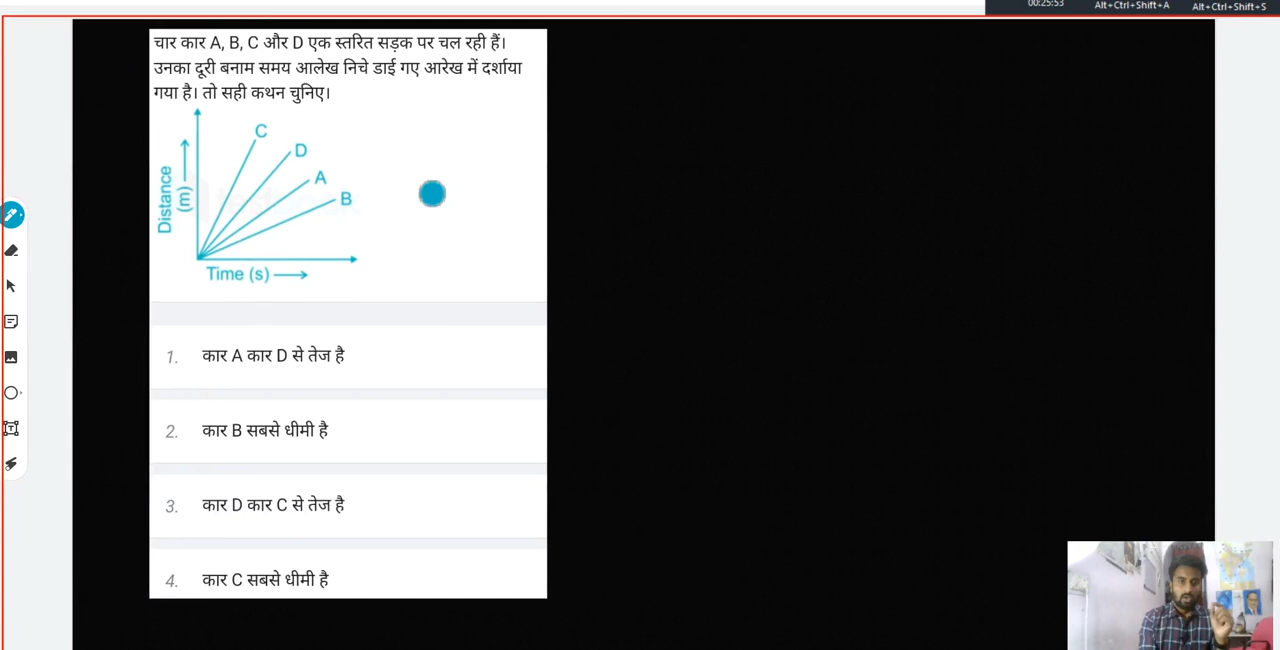 00:25:53 Alt+Ctrl+Shift+A Alt+Ctrl+Shift+S
चार कार A, B, C और D एक स्तरित सड़क पर चल रही हैं।
उनका दूरी बनाम समय आलेख निचे डाई गए आरेख में दर्शाया
गया है। तो सही कथन चुनिए।
C
D
A
B
Distance
(m)
Time (s)
1. कार A कार D से तेज है
2. कार B सबसे धीमी है
3. कार D कार C से तेज है
4. कार C सबसे धीमी है